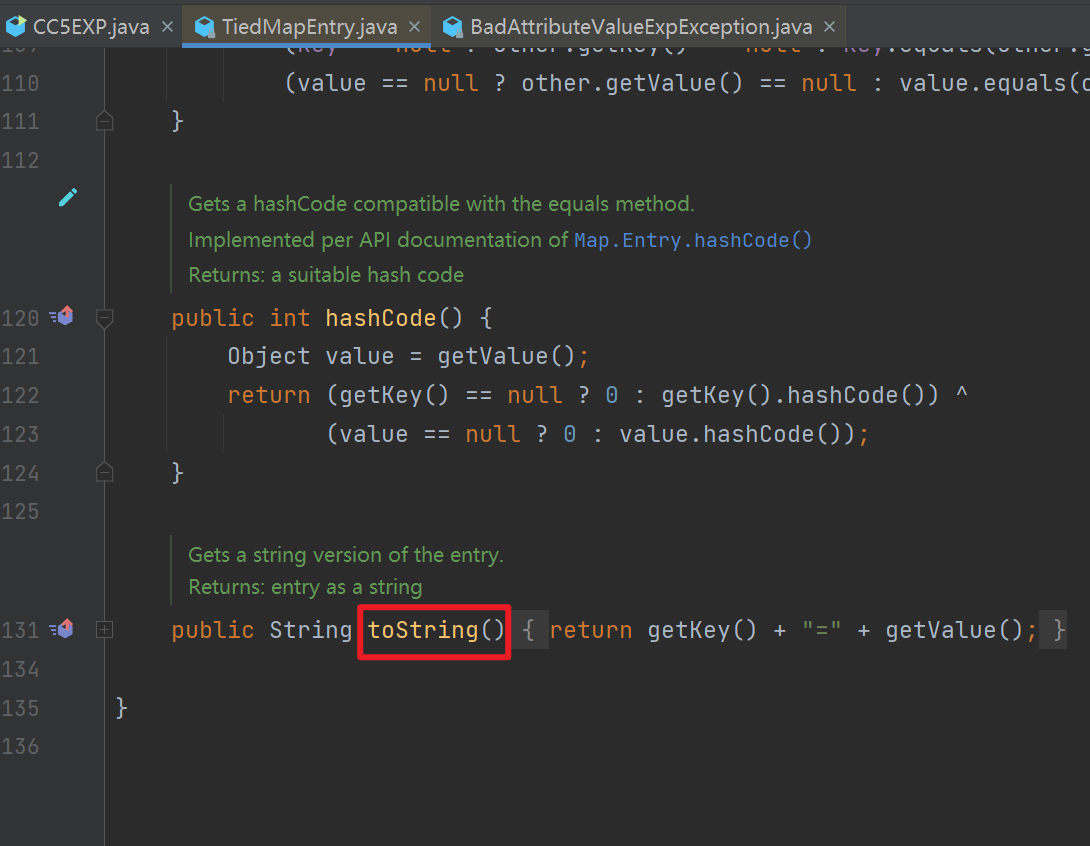 CC5EXP.java × TiedMapEntry.java × BadAttributeValueExpException.java ×
110 (value == null ? other.getValue() == null : value.equals(
111 }
112
Gets a hashCode compatible with the equals method.
Implemented per API documentation of Map.Entry.hashCode()
Returns: a suitable hash code
120 public int hashCode() {
121 Object value = getValue();
122 return (getKey() == null ? 0 : getKey().hashCode()) ^
123 (value == null ? 0 : value.hashCode());
124 }
125
Gets a string version of the entry.
Returns: entry as a string
131 public String toString() { return getKey() + "=" + getValue(); }
134
135 }
136